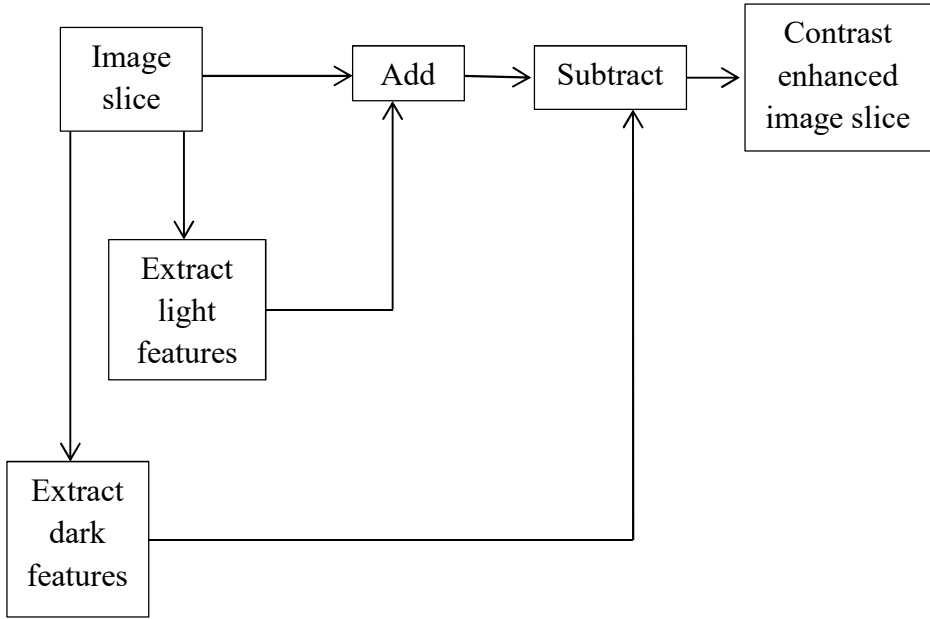 Image
slice
Add
Subtract
Contrast
enhanced
image slice
Extract
light
features
Extract
dark
features